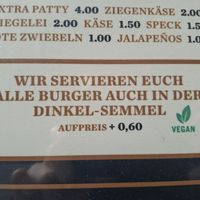 XTRA PATTY 4.00 ZIEGENKÄSE 2.00
IEGELEI 2.00 KÄSE 1.50 SPECK 1.5
OTE ZWIEBELN 1.00 JALAPEÑOS 1.0
WIR SERVIEREN EUCH
ALLE BURGER AUCH IN DER
DINKEL-SEMMEL
AUFPREIS + 0,60
VEGAN